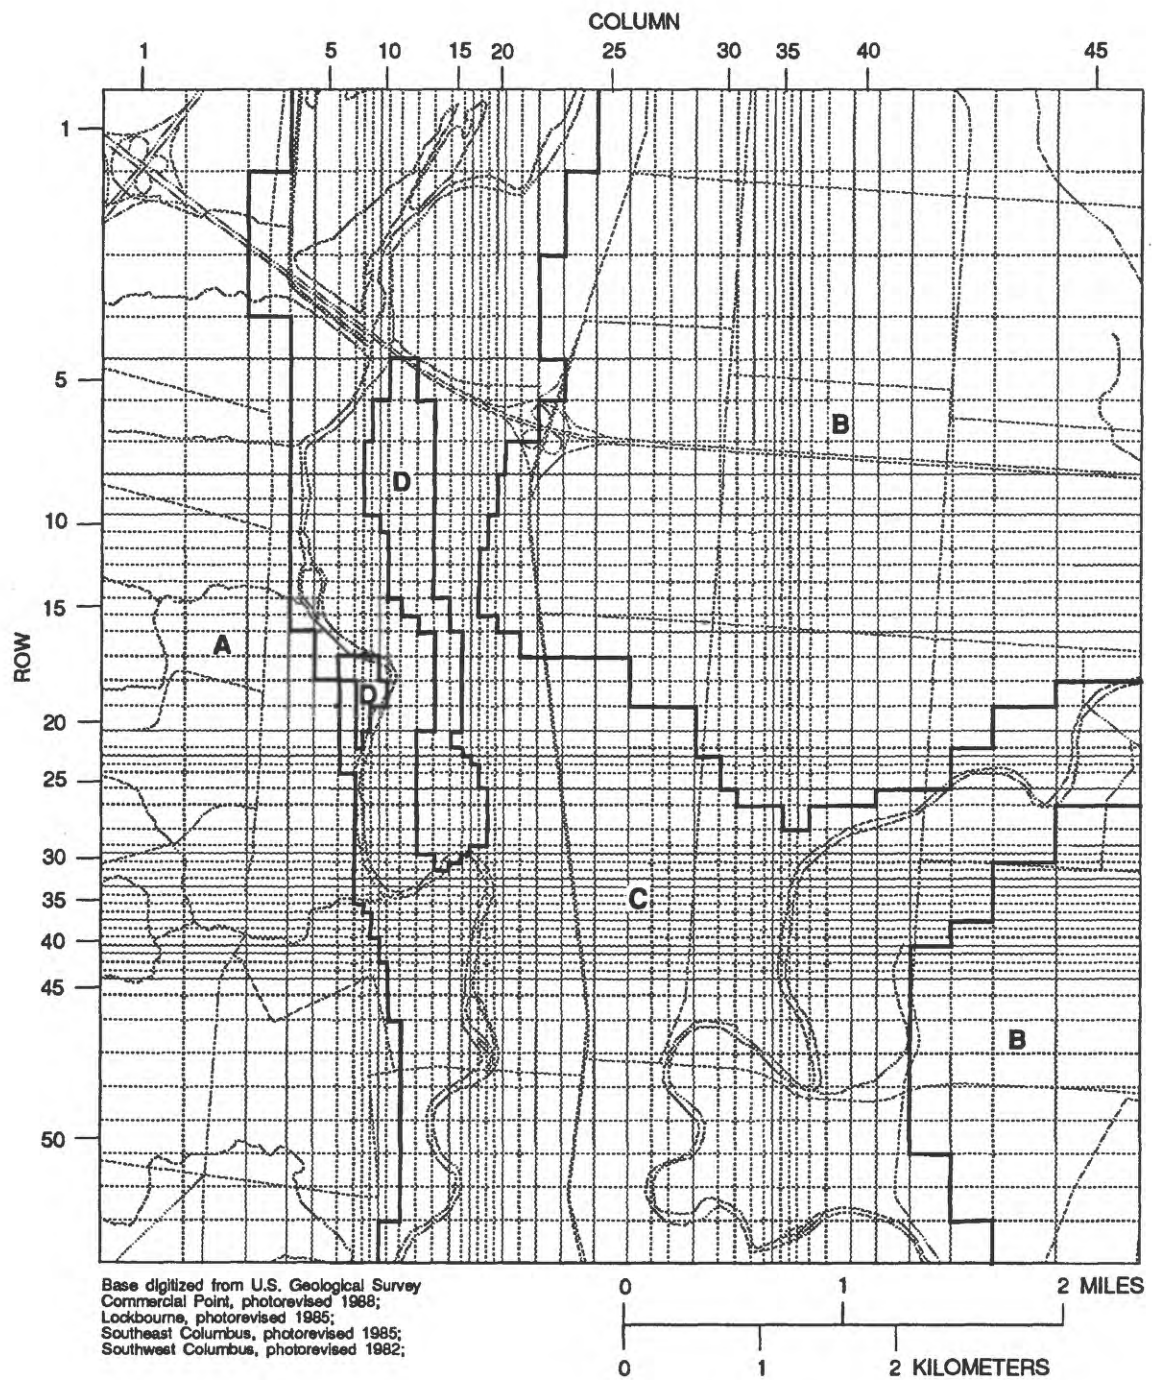 COLUMN
1 5 10 15 20 25 30 35 40 45
ROW
1
5
10
15
20
25
30
35
40
45
50
B
D
A
D
C
B
Base digitized from U.S. Geological Survey
Commercial Point, photorevised 1988;
Lockbourne, photorevised 1985;
Southeast Columbus, photorevised 1985;
Southwest Columbus, photorevised 1982;
0 1 2 MILES
0 1 2 KILOMETERS